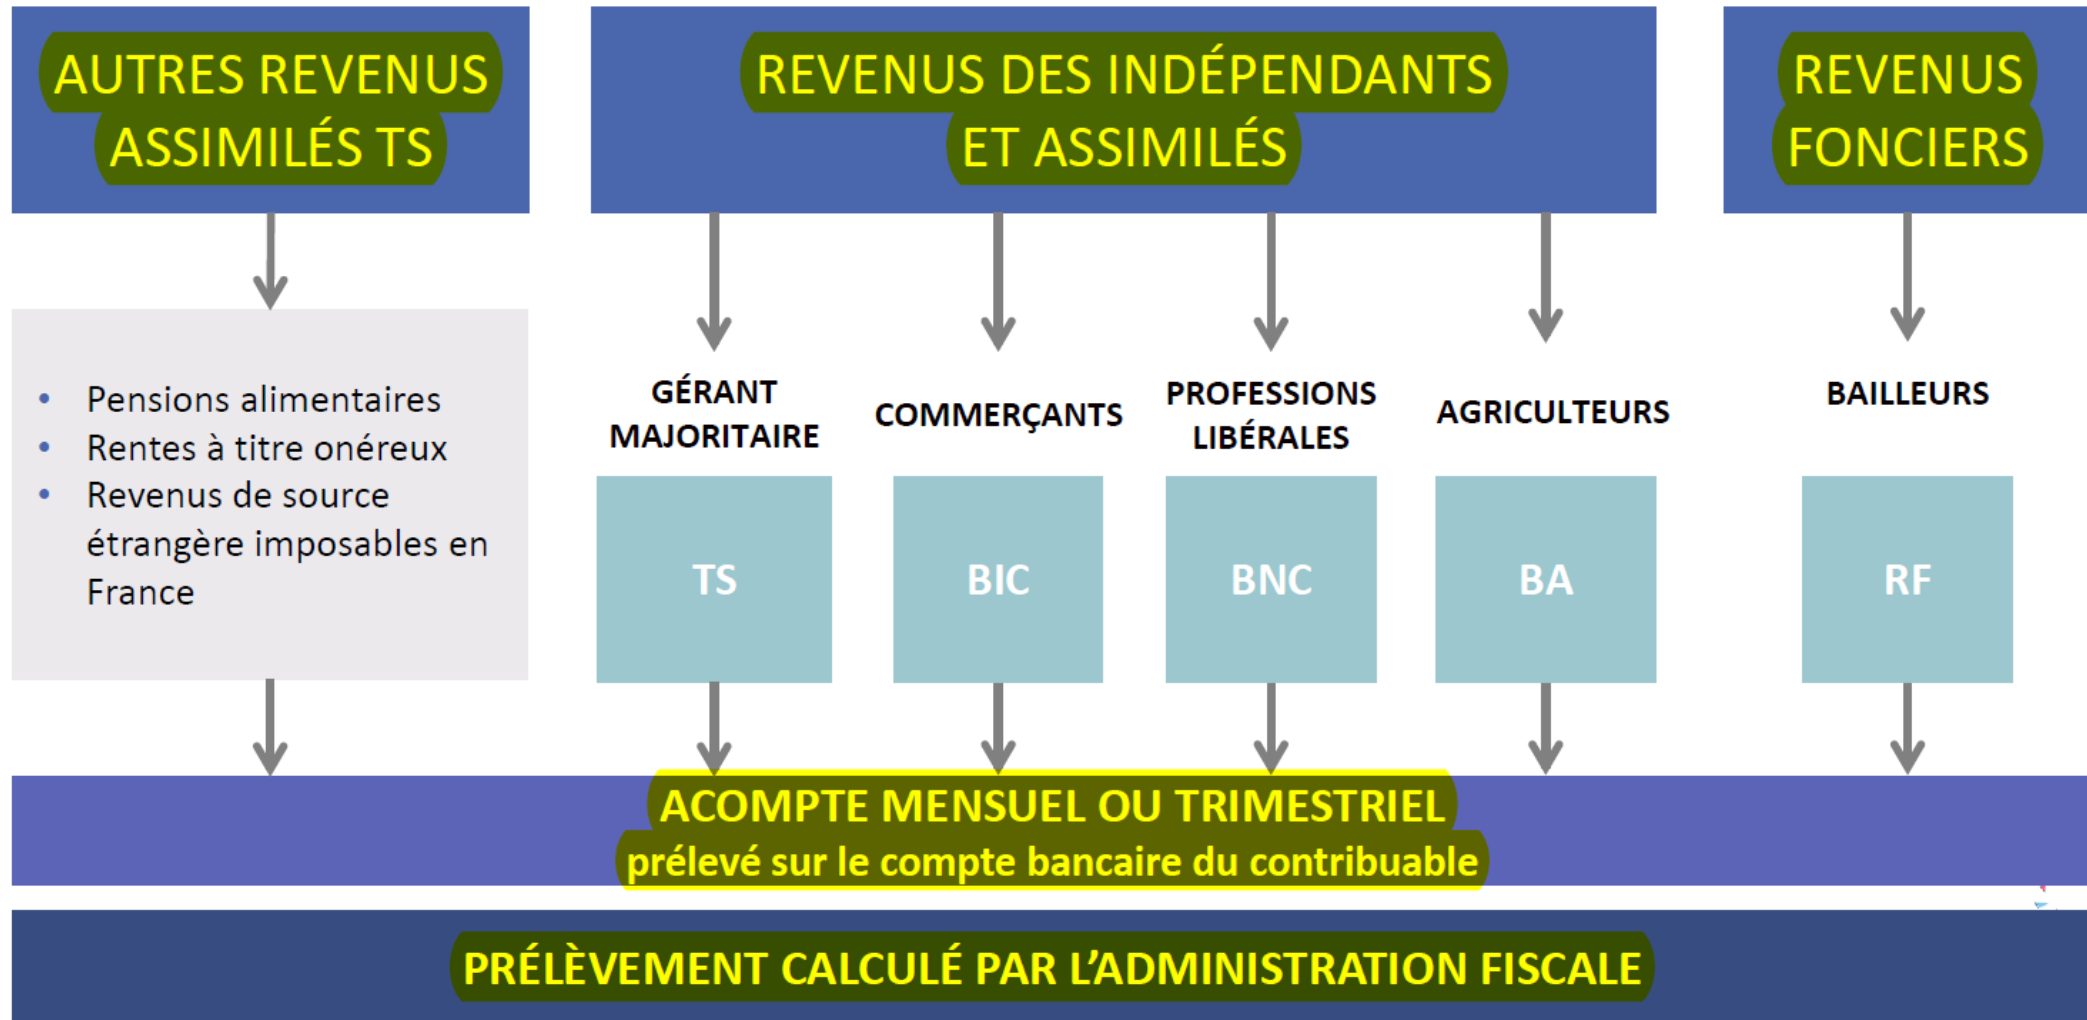 AUTRES REVENUS
ASSIMILÉS TS
REVENUS DES INDÉPENDANTS
ET ASSIMILÉS
REVENUS
FONCIERS
• Pensions alimentaires
• Rentes à titre onéreux
• Revenus de source
étrangère imposables en
France
GÉRANT
MAJORITAIRE
COMMERÇANTS
PROFESSIONS
LIBÉRALES
AGRICULTEURS
BAILLEURS
TS
BIC
BNC
BA
RF
ACOMPTE MENSUEL OU TRIMESTRIEL
prélevé sur le compte bancaire du contribuable
PRÉLÈVEMENT CALCULÉ PAR L’ADMINISTRATION FISCALE